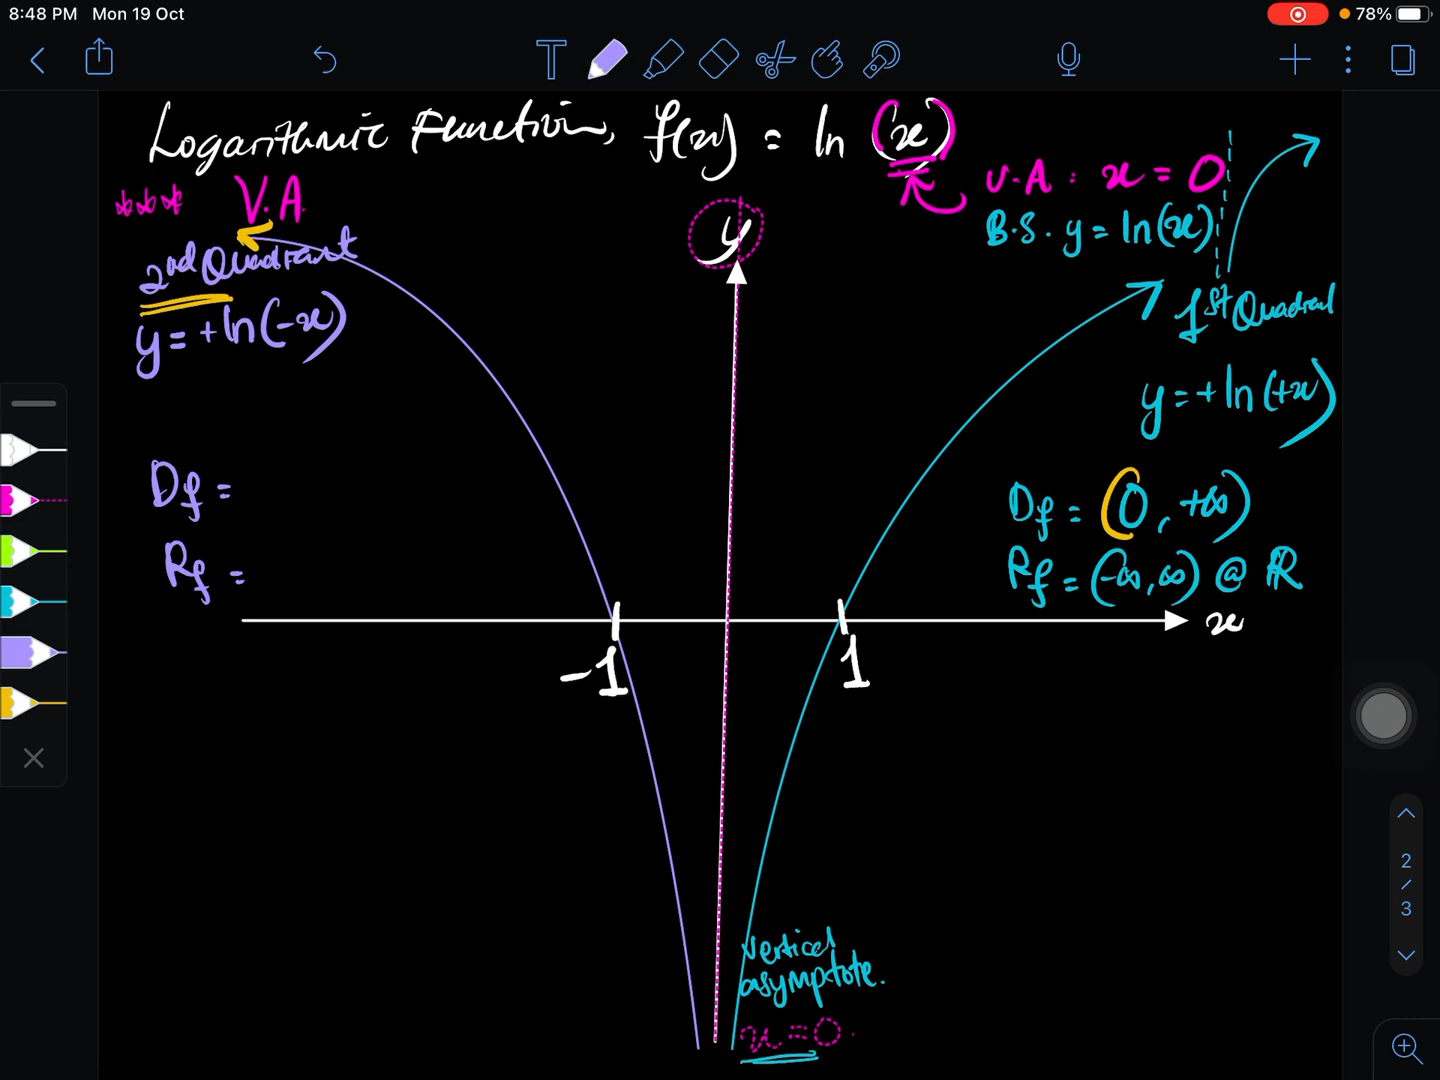 8:48 PM Mon 19 Oct
78%
Logarithmic Function, f(x) = ln (x)
*** V.A.
V.A : x = 0
B.S. y = ln(x)
y
2nd Quadrant
y = + ln(-x)
1st Quadrant
y = + ln (+x)
Df =
Rf =
Df = (0, +∞)
Rf = (-∞, ∞) @ ℝ
x
-1
1
vertical
asymptote.
x = 0
2
/
3